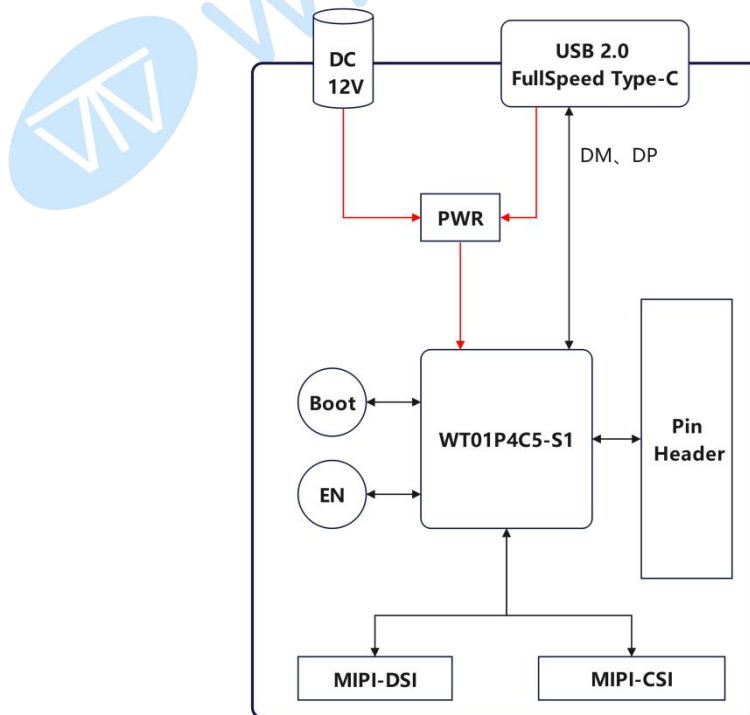 DC
12V
USB 2.0
FullSpeed Type-C
DM、DP
PWR
Boot
WT01P4C5-S1
Pin
Header
EN
MIPI-DSI
MIPI-CSI